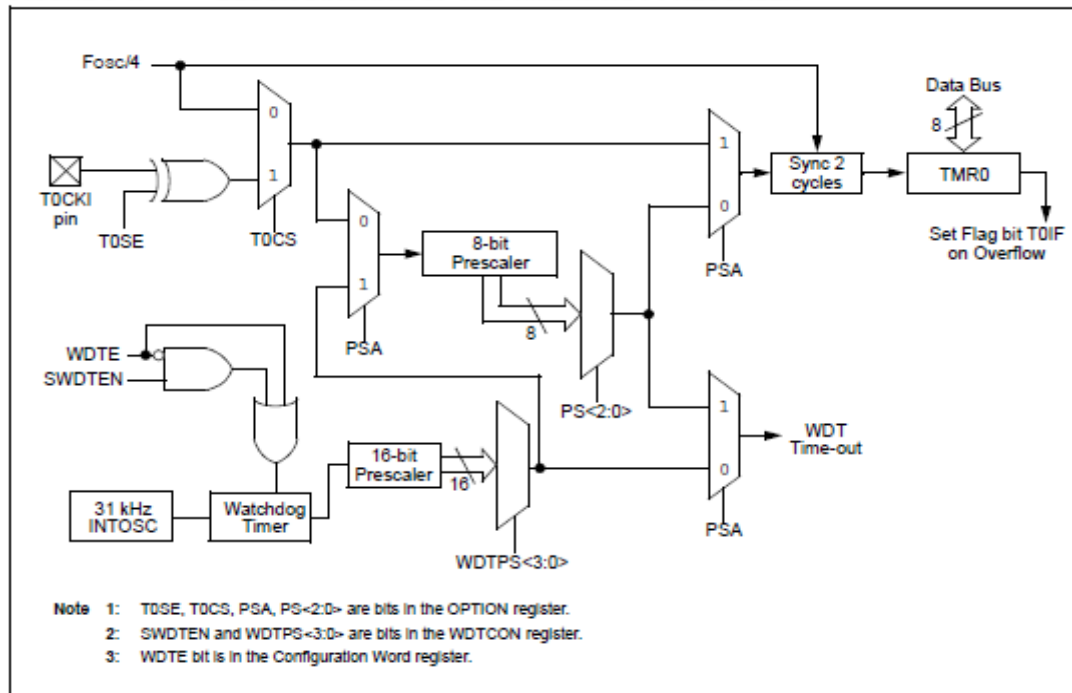 Fosc/4
Data Bus
8
0
1
1
0
T0CKI
pin
T0SE
T0CS
Sync 2
cycles
TMR0
Set Flag bit T0IF
on Overflow
0
1
8-bit
Prescaler
8
PSA
PSA
WDTE
SWDTEN
PS<2:0>
1
0
WDT
Time-out
16-bit
Prescaler
16
31 kHz
INTOSC
Watchdog
Timer
PSA
WDTPS<3:0>
Note 1: T0SE, T0CS, PSA, PS<2:0> are bits in the OPTION register.
2: SWDTEN and WDTPS<3:0> are bits in the WDTCON register.
3: WDTE bit is in the Configuration Word register.